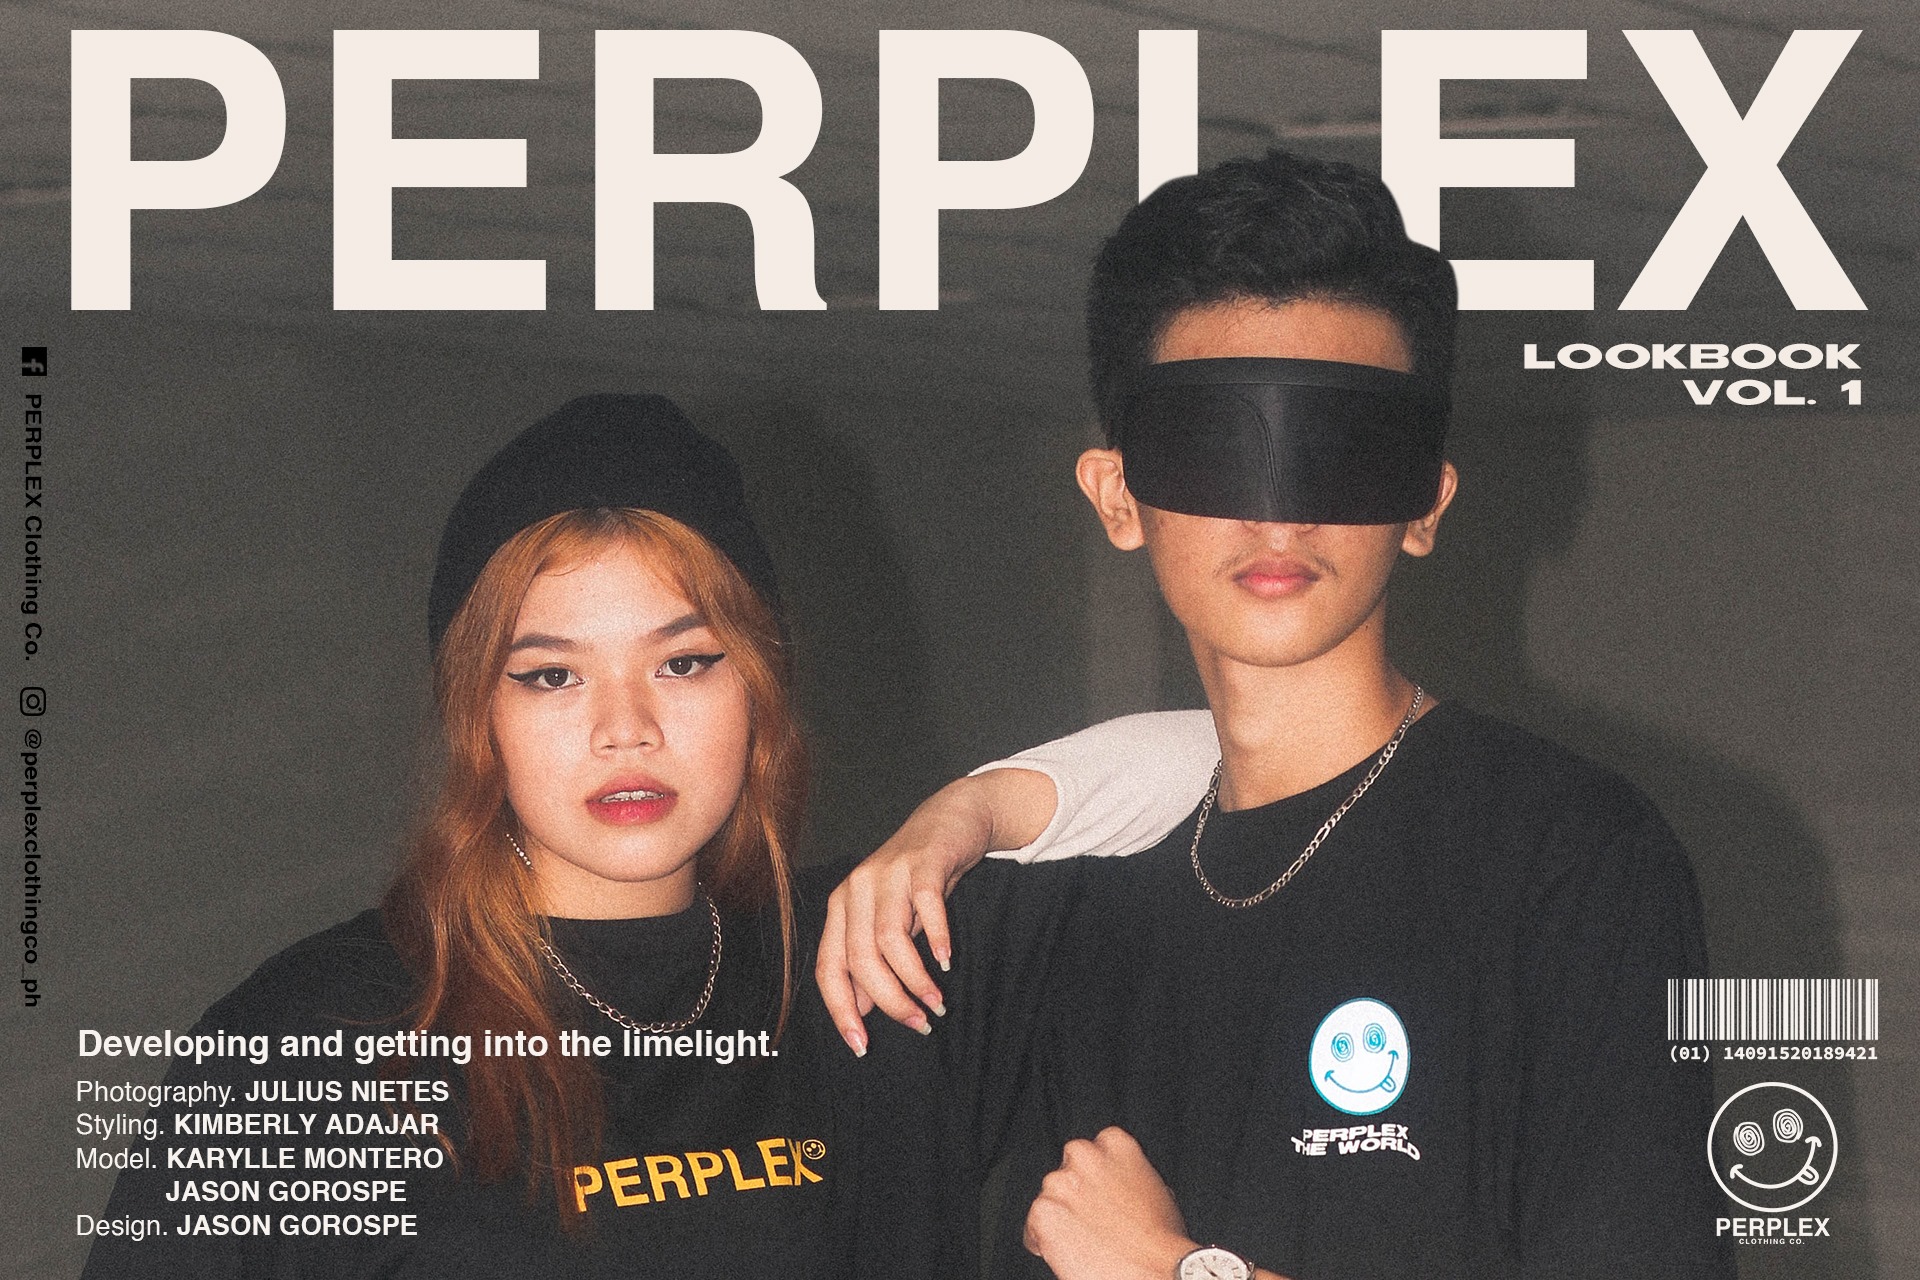 PERPLEX
LOOKBOOK
VOL. 1
PERPLEX Clothing Co.
@perplexclothingco_ph
Developing and getting into the limelight.
Photography. JULIUS NIETES
Styling. KIMBERLY ADAJAR
Model. KARYLLE MONTERO
JASON GOROSPE
Design. JASON GOROSPE
PERPLEX
PERPLEX
THE WORLD
(01) 14091520189421
PERPLEX
CLOTHING CO.